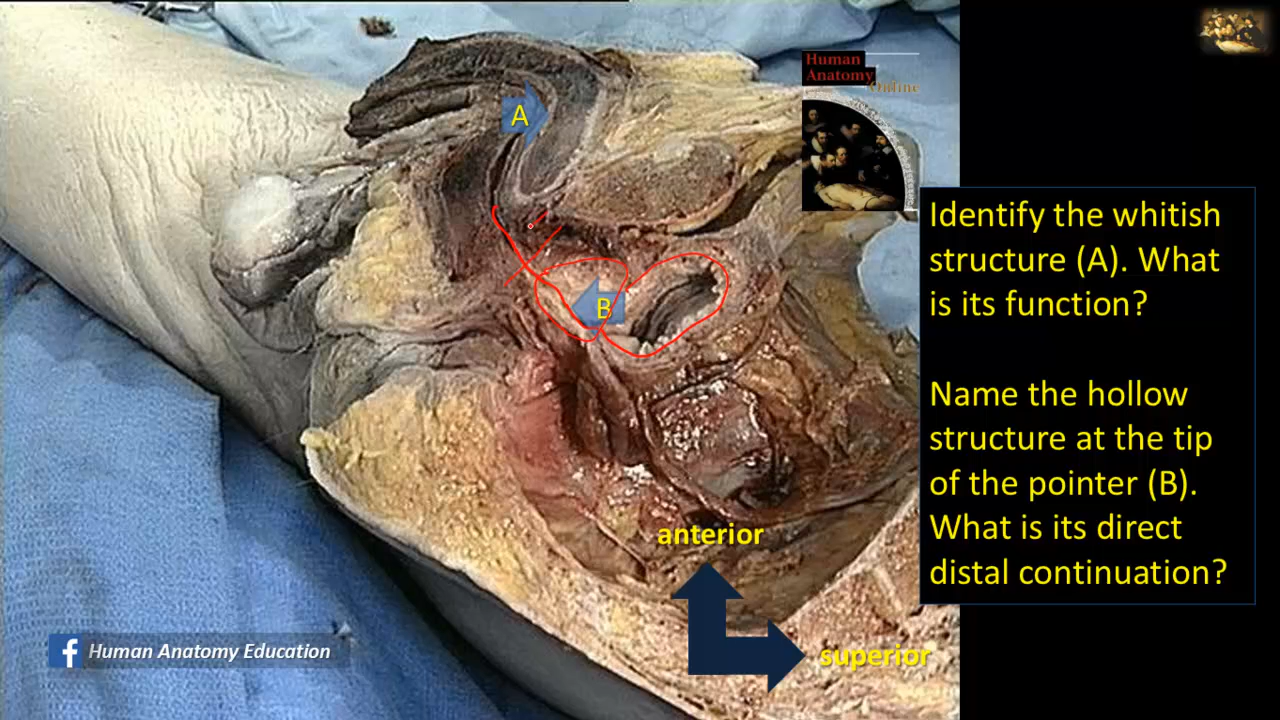 A
Human
Anatomy
Online
Identify the whitish
structure (A). What
is its function?
Name the hollow
structure at the tip
of the pointer (B).
What is its direct
distal continuation?
B
anterior
superior
f Human Anatomy Education